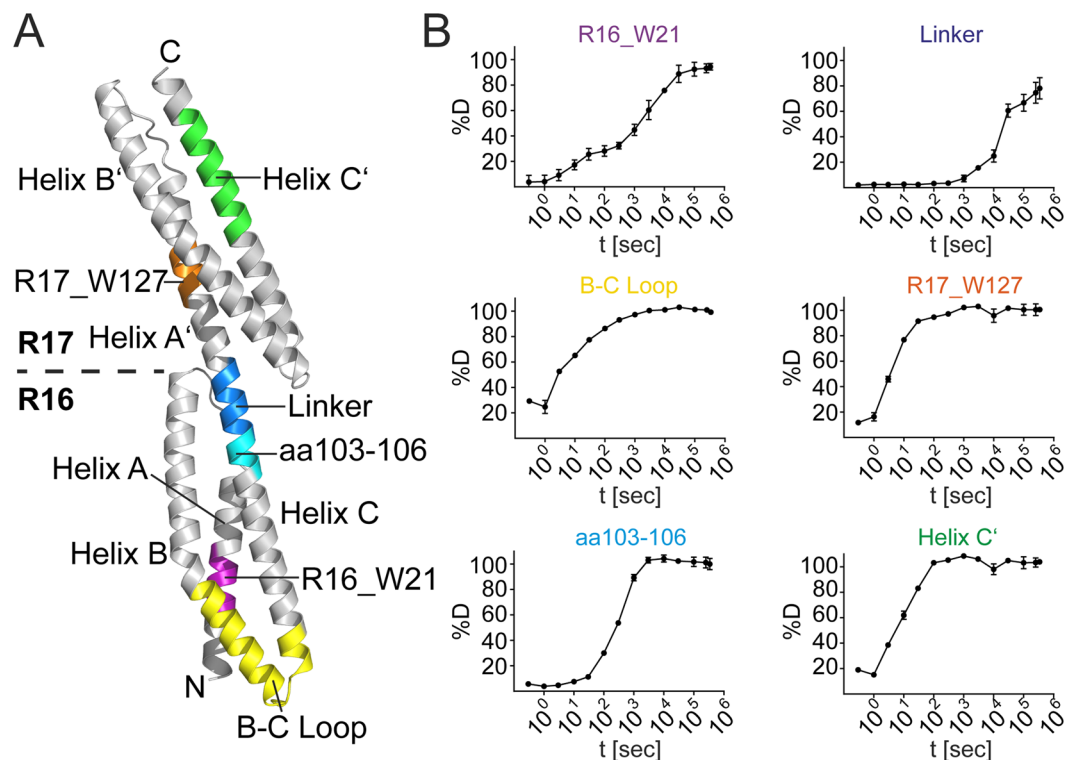 A
C
Helix B‘
Helix C‘
R17_W127
R17
Helix A‘
R16
Linker
aa103-106
Helix A
Helix C
Helix B
R16_W21
N
B-C Loop
B
R16_W21
%D
100
80
60
40
20
10^0 10^1 10^2 10^3 10^4 10^5 10^6
t [sec]
Linker
%D
100
80
60
40
20
10^0 10^1 10^2 10^3 10^4 10^5 10^6
t [sec]
B-C Loop
%D
100
80
60
40
20
10^0 10^1 10^2 10^3 10^4 10^5 10^6
t [sec]
R17_W127
%D
100
80
60
40
20
10^0 10^1 10^2 10^3 10^4 10^5 10^6
t [sec]
aa103-106
%D
100
80
60
40
20
10^0 10^1 10^2 10^3 10^4 10^5 10^6
t [sec]
Helix C‘
%D
100
80
60
40
20
10^0 10^1 10^2 10^3 10^4 10^5 10^6
t [sec]